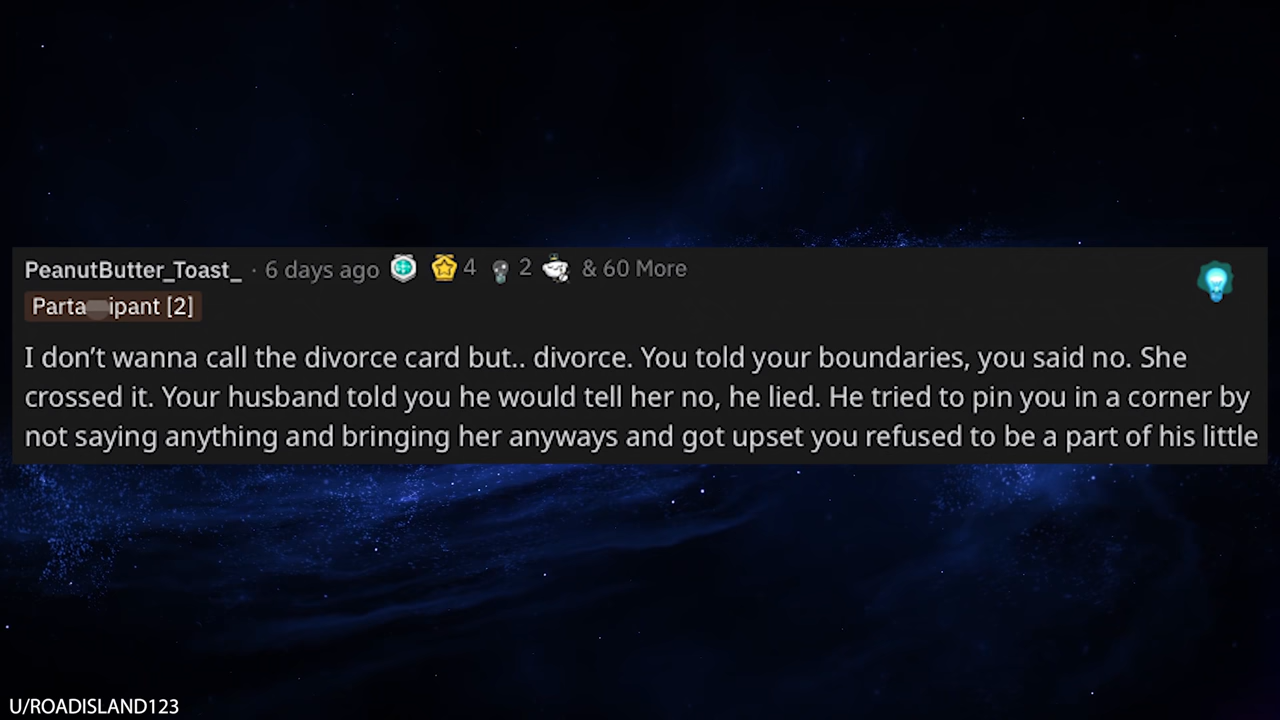 PeanutButter_Toast_ · 6 days ago 4 2 & 60 More
Parta ipant [2]
I don’t wanna call the divorce card but.. divorce. You told your boundaries, you said no. She
crossed it. Your husband told you he would tell her no, he lied. He tried to pin you in a corner by
not saying anything and bringing her anyways and got upset you refused to be a part of his little
U/ROADISLAND123